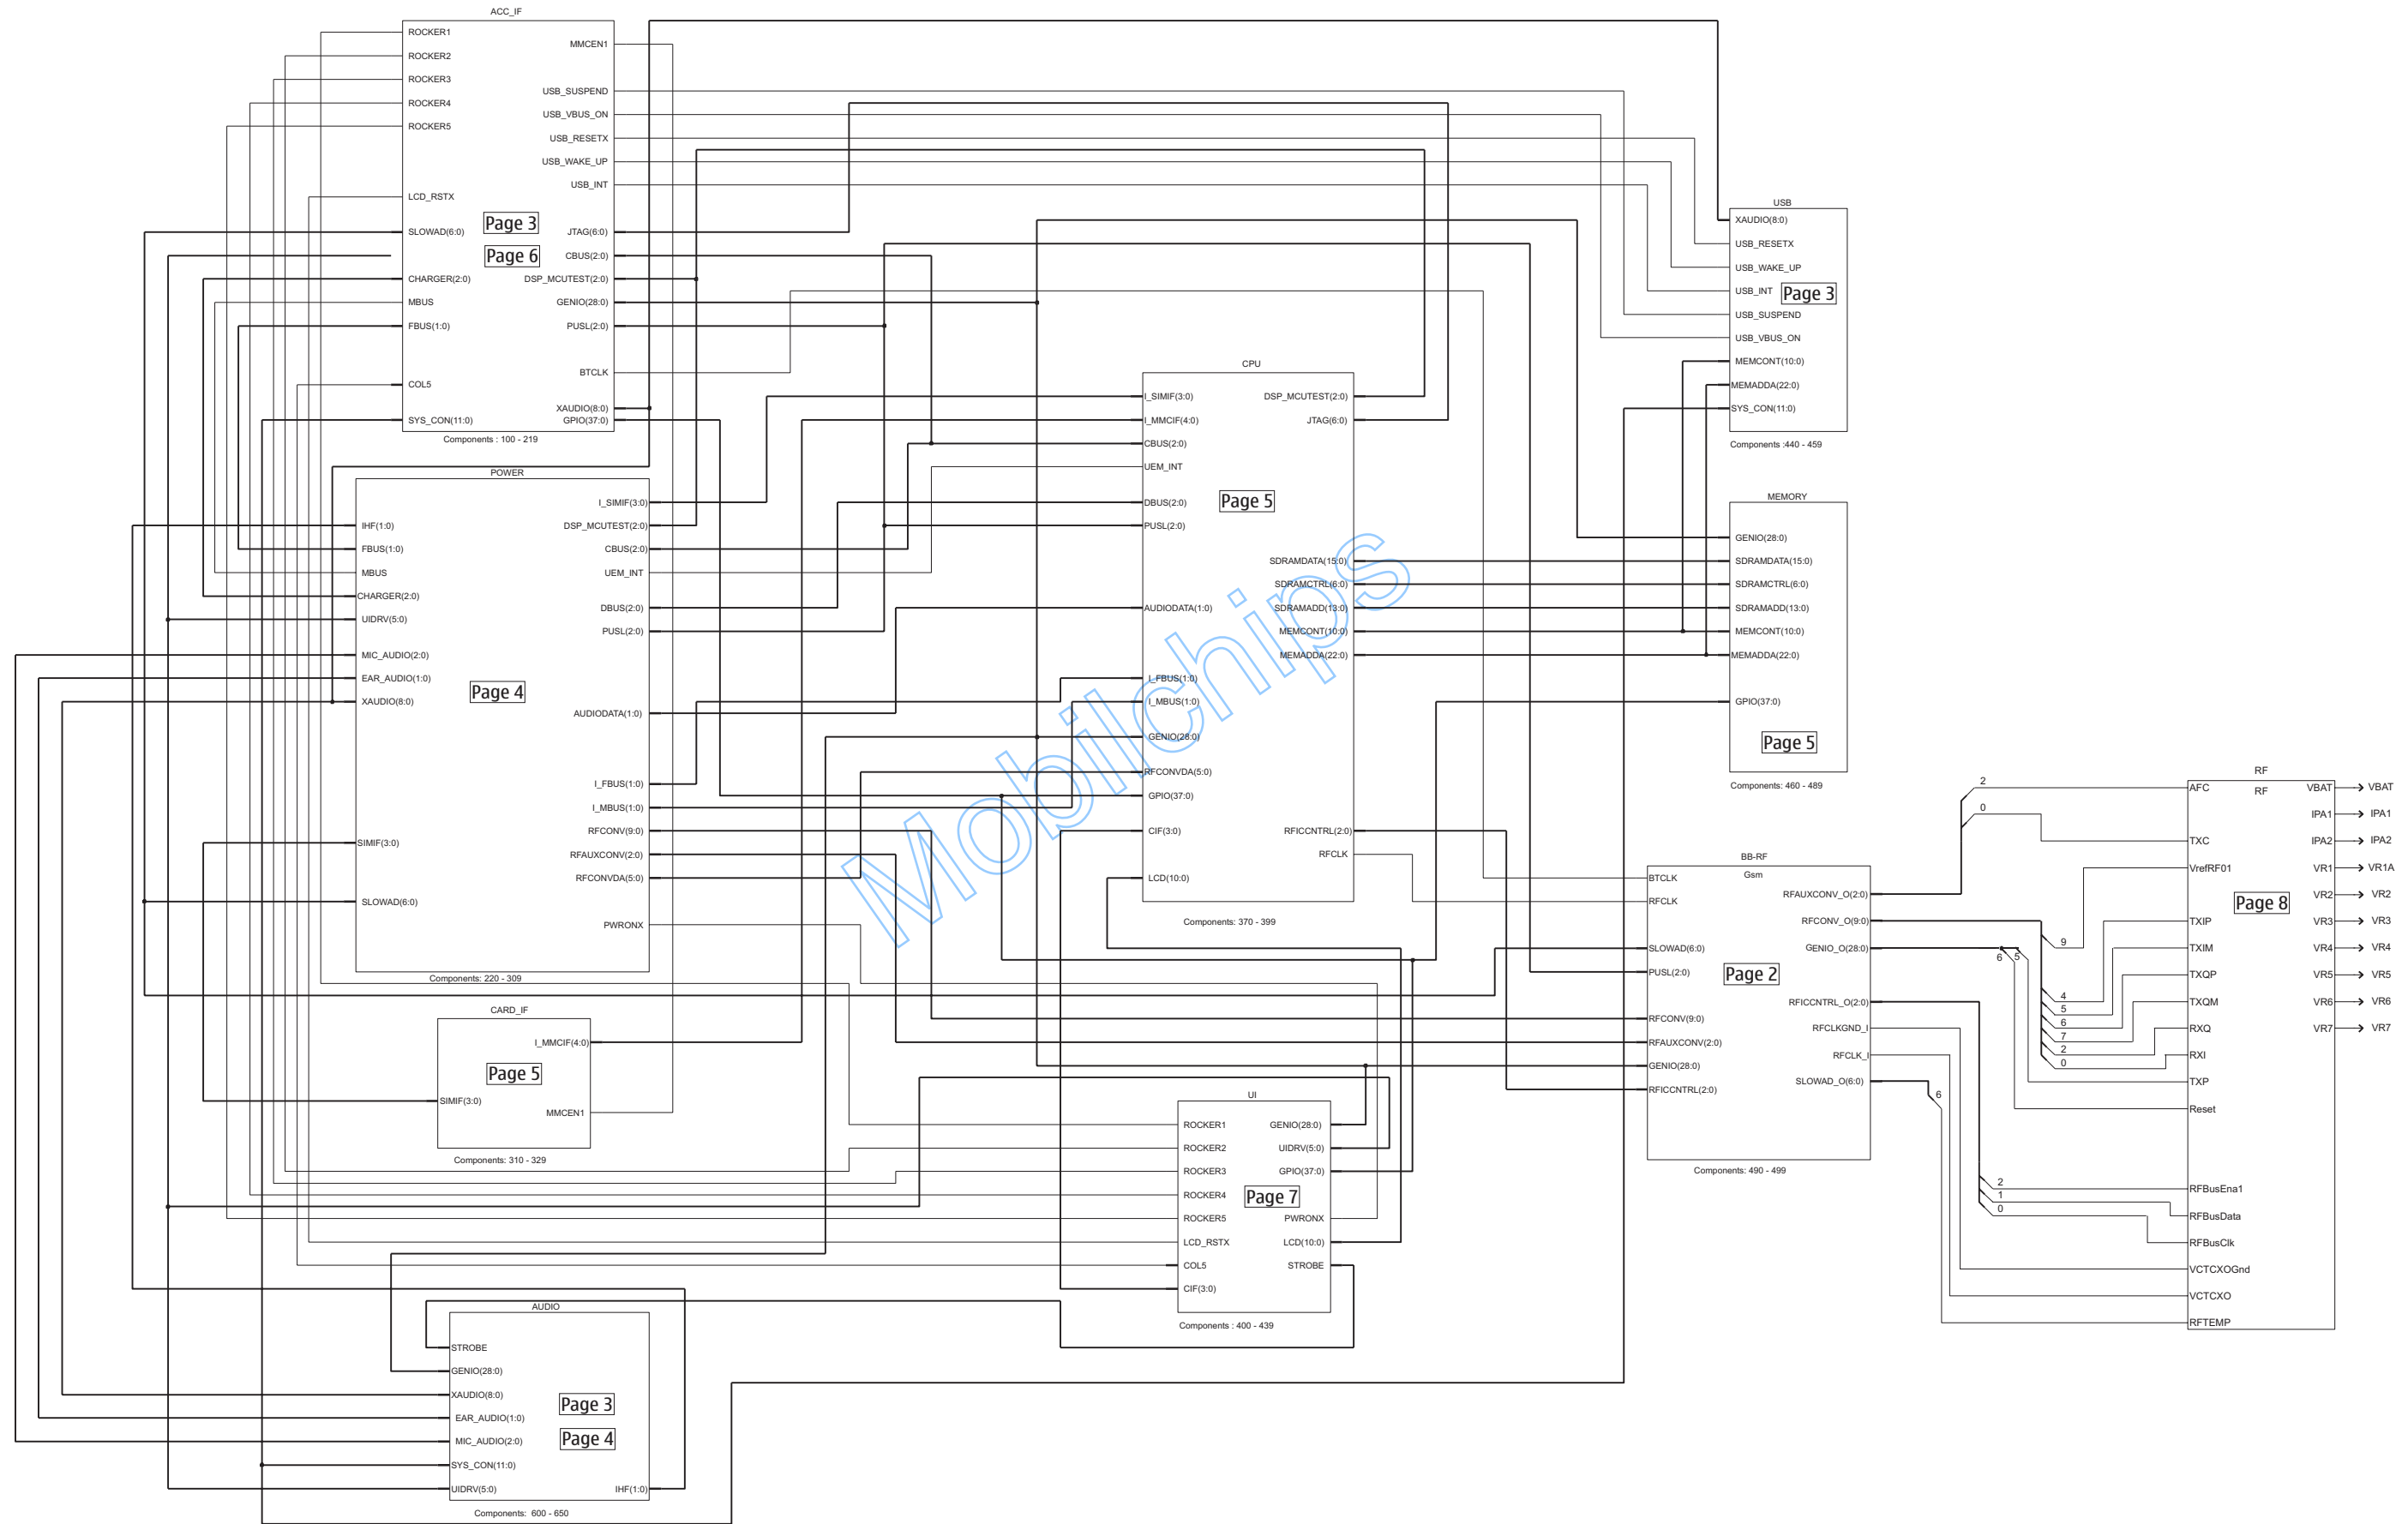 ACC_IF
ROCKER1
ROCKER2
ROCKER3
ROCKER4
ROCKER5
LCD_RSTX
SLOWAD(6:0)
CHARGER(2:0)
MBUS
FBUS(1:0)
COL5
SYS_CON(11:0)
MMCEN1
USB_SUSPEND
USB_VBUS_ON
USB_RESETX
USB_WAKE_UP
USB_INT
Page 3
Page 6
JTAG(6:0)
CBUS(2:0)
DSP_MCUTEST(2:0)
GENIO(28:0)
PUSL(2:0)
BTCLK
XAUDIO(8:0)
GPIO(37:0)
Components : 100 - 219
POWER
IHF(1:0)
FBUS(1:0)
MBUS
CHARGER(2:0)
UIDRV(5:0)
MIC_AUDIO(2:0)
EAR_AUDIO(1:0)
XAUDIO(8:0)
SIMIF(3:0)
SLOWAD(6:0)
Page 4
I_SIMIF(3:0)
DSP_MCUTEST(2:0)
CBUS(2:0)
UEM_INT
DBUS(2:0)
PUSL(2:0)
AUDIODATA(1:0)
I_FBUS(1:0)
I_MBUS(1:0)
RFCONV(9:0)
RFAUXCONV(2:0)
RFCONVDA(5:0)
PWRONX
Components: 220 - 309
CARD_IF
I_MMCIF(4:0)
Page 5
SIMIF(3:0)
MMCEN1
Components: 310 - 329
AUDIO
STROBE
GENIO(28:0)
XAUDIO(8:0)
EAR_AUDIO(1:0)
MIC_AUDIO(2:0)
SYS_CON(11:0)
UIDRV(5:0)
Page 3
Page 4
IHF(1:0)
Components: 600 - 650
CPU
I_SIMIF(3:0)
I_MMCIF(4:0)
CBUS(2:0)
UEM_INT
DBUS(2:0)
PUSL(2:0)
AUDIODATA(1:0)
I_FBUS(1:0)
I_MBUS(1:0)
GENIO(28:0)
RFCONVDA(5:0)
GPIO(37:0)
CIF(3:0)
LCD(10:0)
Page 5
DSP_MCUTEST(2:0)
JTAG(6:0)
SDRAMDATA(15:0)
SDRAMCTRL(6:0)
SDRAMADD(13:0)
MEMCONT(10:0)
MEMADDA(22:0)
RFICCNTRL(2:0)
RFCLK
Components: 370 - 399
Mobilchips
UI
ROCKER1
ROCKER2
ROCKER3
ROCKER4
ROCKER5
LCD_RSTX
COL5
CIF(3:0)
GENIO(28:0)
UIDRV(5:0)
GPIO(37:0)
Page 7
PWRONX
LCD(10:0)
STROBE
Components : 400 - 439
USB
XAUDIO(8:0)
USB_RESETX
USB_WAKE_UP
USB_INT
Page 3
USB_SUSPEND
USB_VBUS_ON
MEMCONT(10:0)
MEMADDA(22:0)
SYS_CON(11:0)
Components :440 - 459
MEMORY
GENIO(28:0)
SDRAMDATA(15:0)
SDRAMCTRL(6:0)
SDRAMADD(13:0)
MEMCONT(10:0)
MEMADDA(22:0)
GPIO(37:0)
Page 5
Components: 460 - 489
BB-RF
Gsm
BTCLK
RFCLK
SLOWAD(6:0)
PUSL(2:0)
RFCONV(9:0)
RFAUXCONV(2:0)
GENIO(28:0)
RFICCNTRL(2:0)
Page 2
RFAUXCONV_O(2:0)
RFCONV_O(9:0)
GENIO_O(28:0)
RFICCNTRL_O(2:0)
RFCLKGND_I
RFCLK_I
SLOWAD_O(6:0)
Components: 490 - 499
2
0
9
6
5
4
5
6
7
2
0
6
2
1
0
RF
RF
AFC
TXC
VrefRF01
TXIP
TXIM
TXQP
TXQM
RXQ
RXI
TXP
Reset
RFBusEna1
RFBusData
RFBusClk
VCTCXOGnd
VCTCXO
RFTEMP
Page 8
VBAT VBAT
IPA1 IPA1
IPA2 IPA2
VR1 VR1A
VR2 VR2
VR3 VR3
VR4 VR4
VR5 VR5
VR6 VR6
VR7 VR7